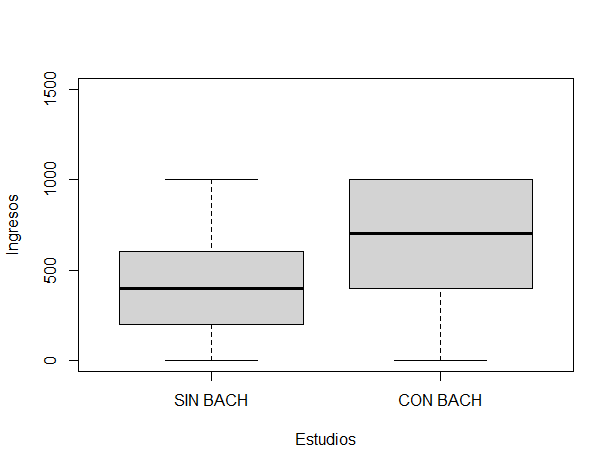 1500
1000
500
0
Ingresos
SIN BACH
CON BACH
Estudios